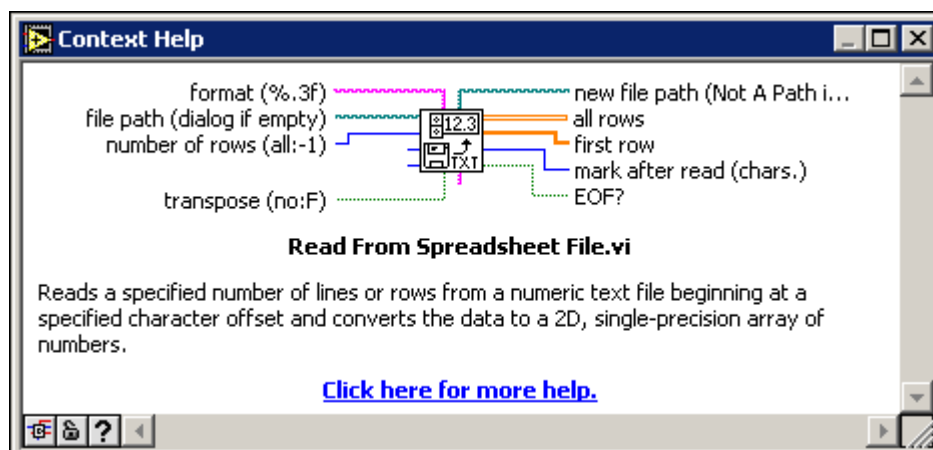 Context Help
format (%.3f)
new file path (Not A Path i...
file path (dialog if empty)
12.3
all rows
number of rows (all:-1)
first row
TXT
mark after read (chars.)
transpose (no:F)
EOF?
Read From Spreadsheet File.vi
Reads a specified number of lines or rows from a numeric text file beginning at a
specified character offset and converts the data to a 2D, single-precision array of
numbers.
Click here for more help.
?